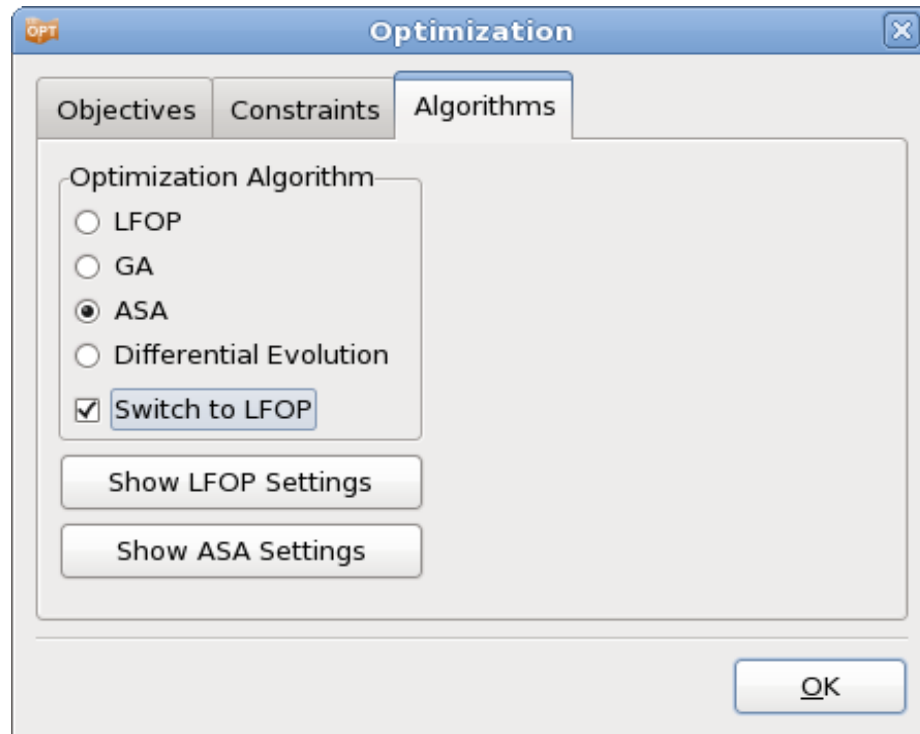 OPT
Optimization
Objectives
Constraints
Algorithms
Optimization Algorithm
LFOP
GA
ASA
Differential Evolution
Switch to LFOP
Show LFOP Settings
Show ASA Settings
OK